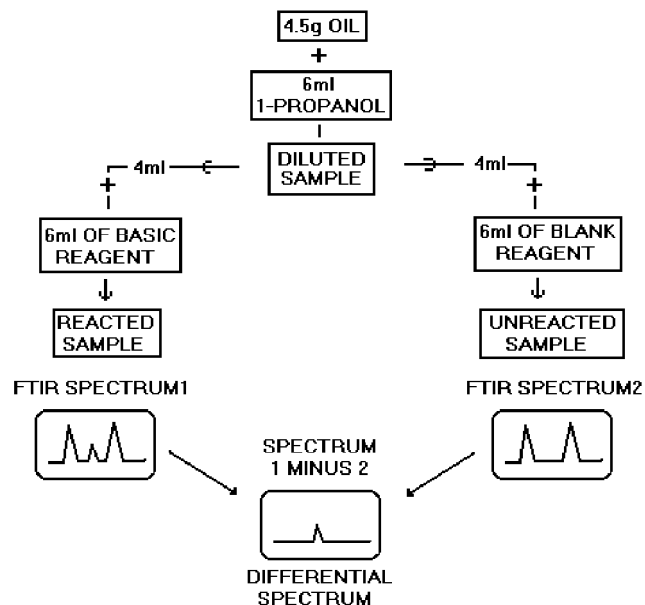 4.5g OIL
+
6ml
1-PROPANOL
DILUTED
SAMPLE
4ml
4ml
+
+
6ml OF BASIC
REAGENT
6ml OF BLANK
REAGENT
REACTED
SAMPLE
UNREACTED
SAMPLE
FTIR SPECTRUM1
FTIR SPECTRUM2
SPECTRUM
1 MINUS 2
DIFFERENTIAL
SPECTRUM